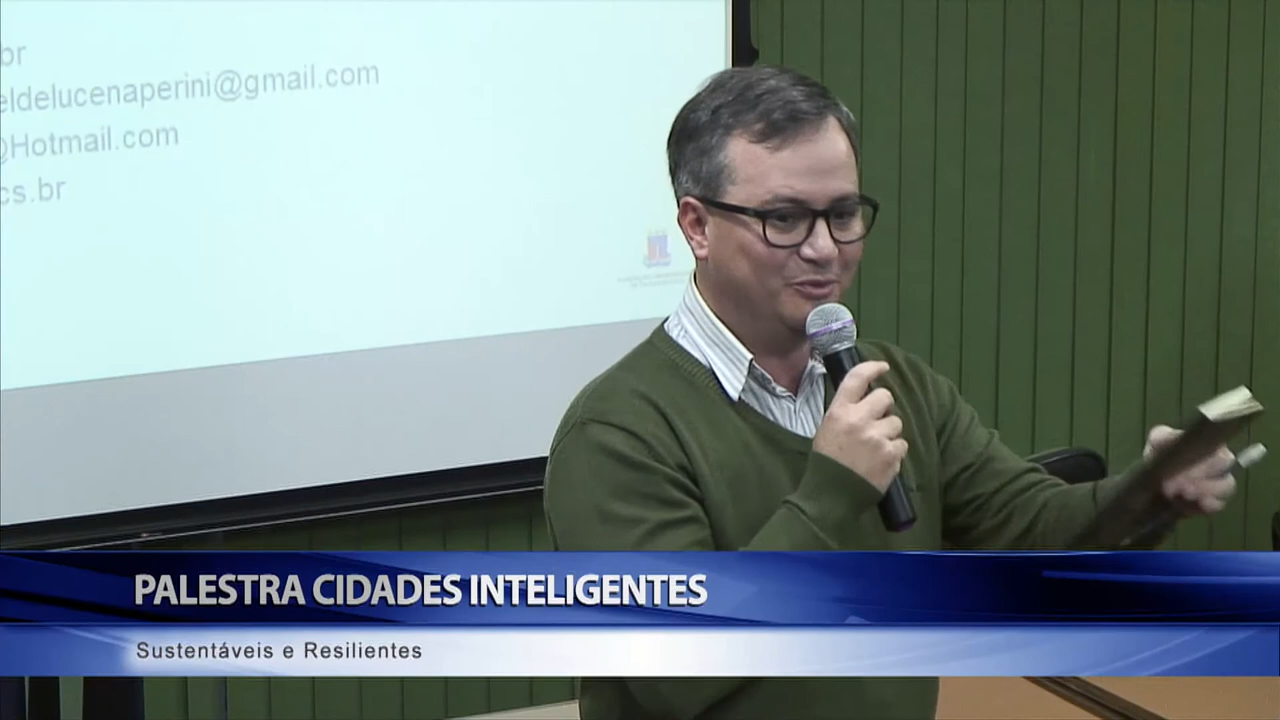 br
eldelucenaperini@gmail.com
@Hotmail.com
cs.br
PALESTRA CIDADES INTELIGENTES
Sustentáveis e Resilientes